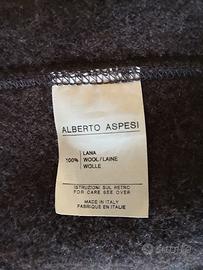 ALBERTO ASPESI
LANA
100% WOOL/LAINE
WOLLE
ISTRUZIONI SUL RETRO
FOR CARE SEE OVER
MADE IN ITALY
FABRIQUE EN ITALIE
Subito